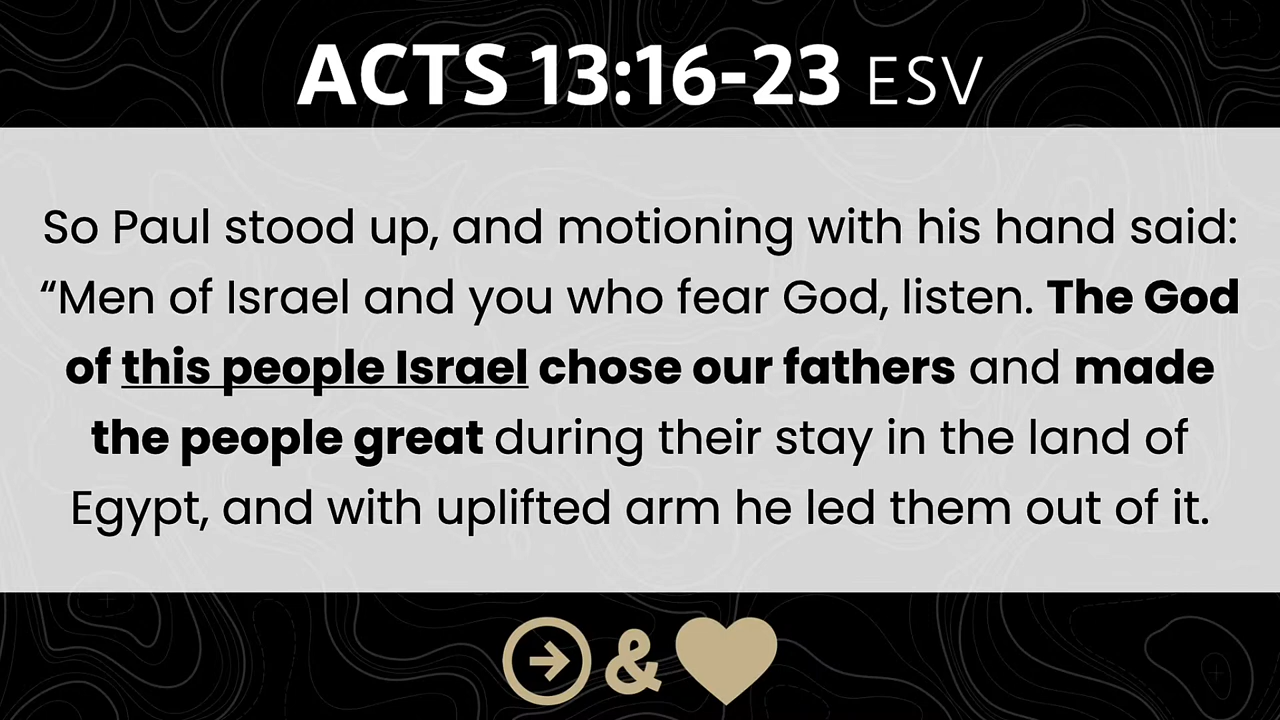 ACTS 13:16-23 ESV
So Paul stood up, and motioning with his hand said:
“Men of Israel and you who fear God, listen. The God
of this people Israel chose our fathers and made
the people great during their stay in the land of
Egypt, and with uplifted arm he led them out of it.
&